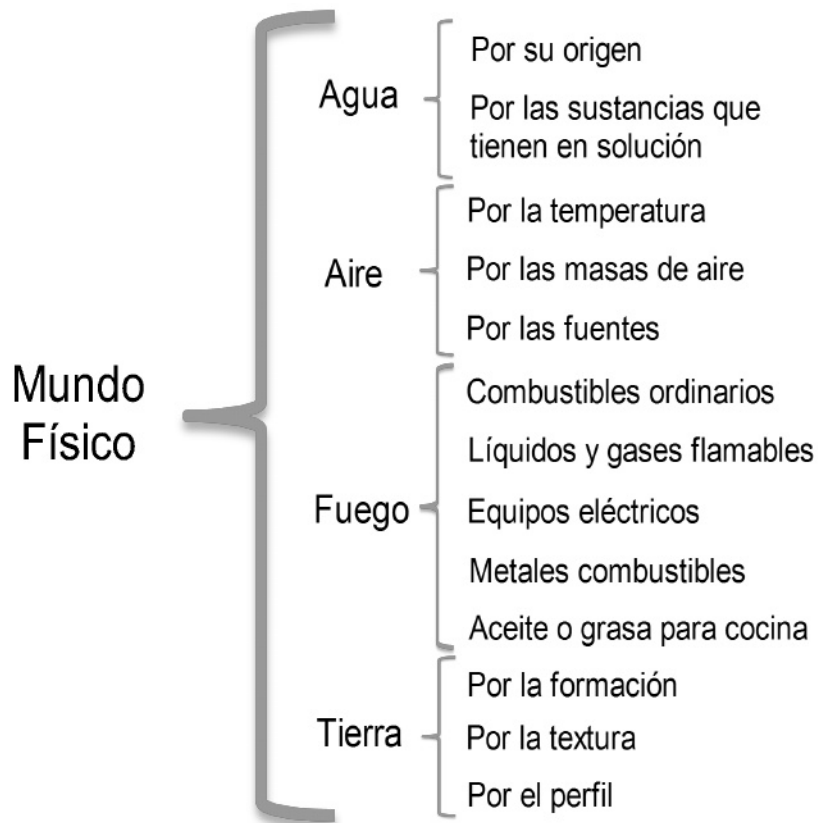 Mundo
Físico
Agua
Por su origen
Por las sustancias que
tienen en solución
Aire
Por la temperatura
Por las masas de aire
Por las fuentes
Fuego
Combustibles ordinarios
Líquidos y gases flamables
Equipos eléctricos
Metales combustibles
Aceite o grasa para cocina
Tierra
Por la formación
Por la textura
Por el perfil